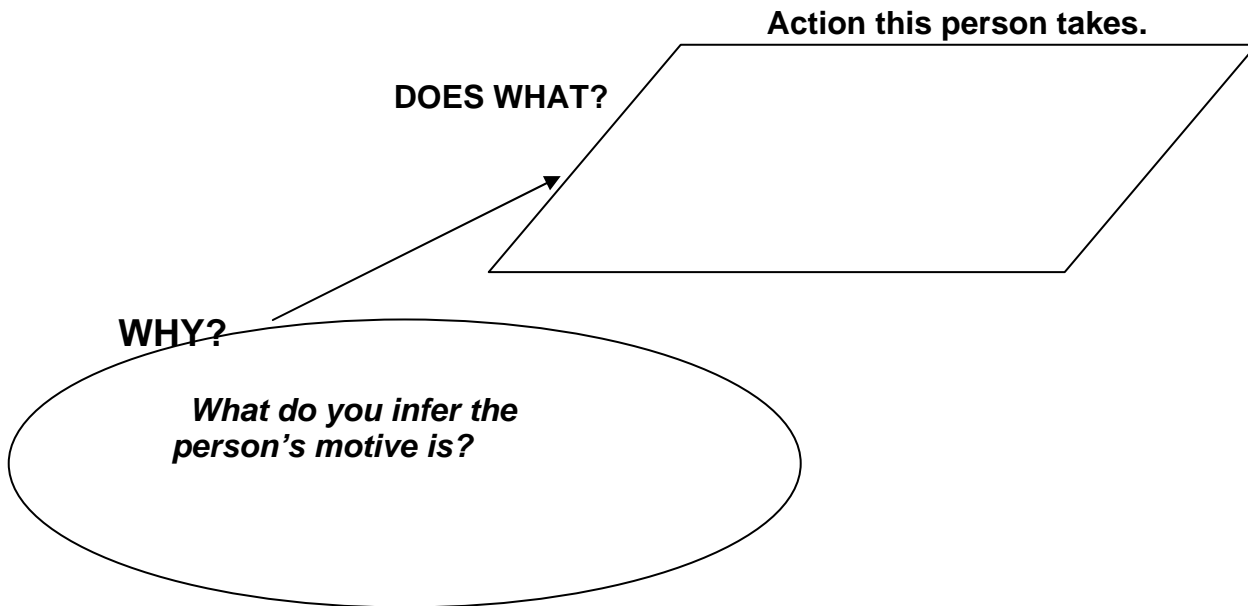 Action this person takes.
DOES WHAT?
WHY?
What do you infer the
person’s motive is?